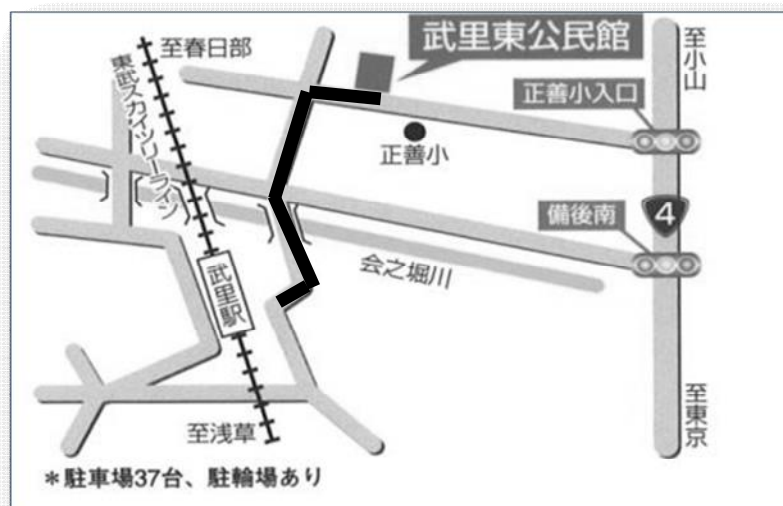 至春日部
東武スカイツリーライン
武里東公民館
至小山
正善小入口
正善小
4
備後南
会之堀川
武里駅
至浅草
至東京
*駐車場37台、駐輪場あり